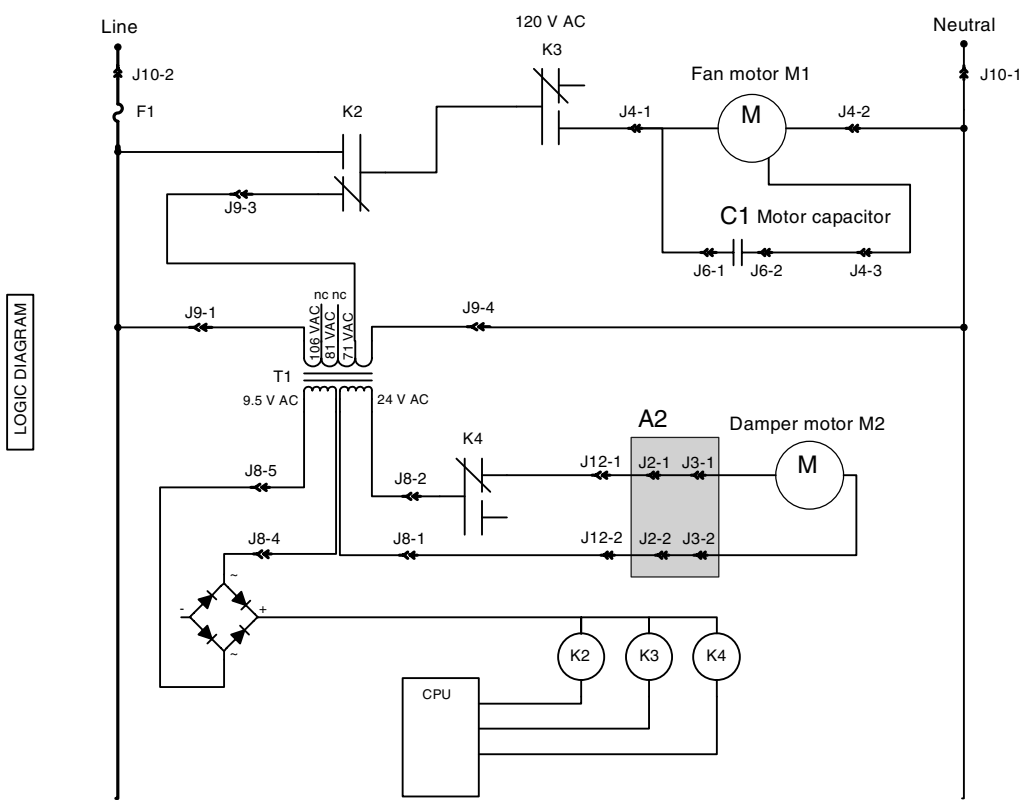 120 V AC
Line
Neutral
K3
J10-2
Fan motor M1
J10-1
F1
K2
J4-1
M
J4-2
J9-3
C1 Motor capacitor
J6-1
J6-2
J4-3
nc nc
J9-1
106 VAC
81 VAC
71 VAC
J9-4
LOGIC DIAGRAM
T1
9.5 V AC
24 V AC
A2
Damper motor M2
K4
J8-5
J8-2
J12-1
J2-1
J3-1
M
J8-4
J8-1
J12-2
J2-2
J3-2
~
-
+
~
K2
K3
K4
CPU